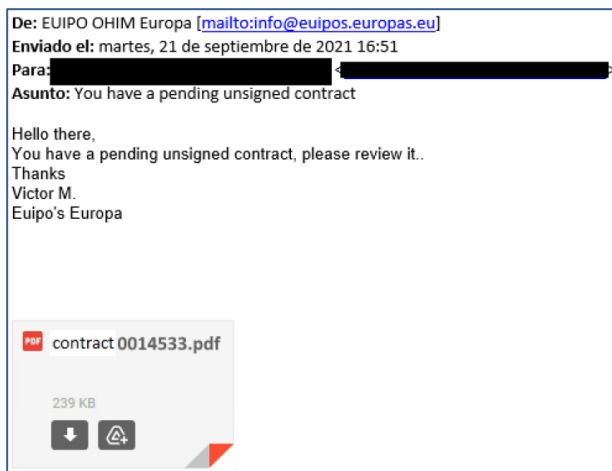 De: EUIPO OHIM Europa [mailto:info@euipos.europas.eu]
Enviado el: martes, 21 de septiembre de 2021 16:51
Para: <
Asunto: You have a pending unsigned contract
Hello there,
You have a pending unsigned contract, please review it..
Thanks
Victor M.
Euipo's Europa
PDF contract 0014533.pdf
239 KB